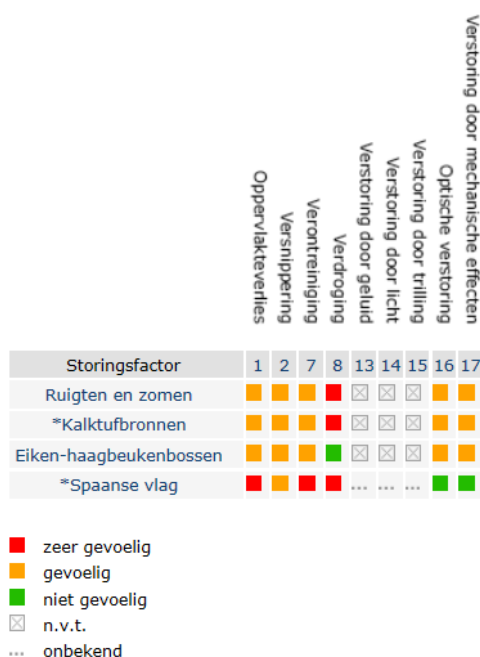 Oppervlakteverlies
Versnippering
Verontreiniging
Verdroging
Verstoring door geluid
Verstoring door licht
Verstoring door trilling
Optische verstoring
Verstoring door mechanische effecten
Storingsfactor 1 2 7 8 13 14 15 16 17
Ruigten en zomen
*Kalktufbronnen
Eiken-haagbeukenbossen
*Spaanse vlag ... ... ...
zeer gevoelig
gevoelig
niet gevoelig
n.v.t.
... onbekend